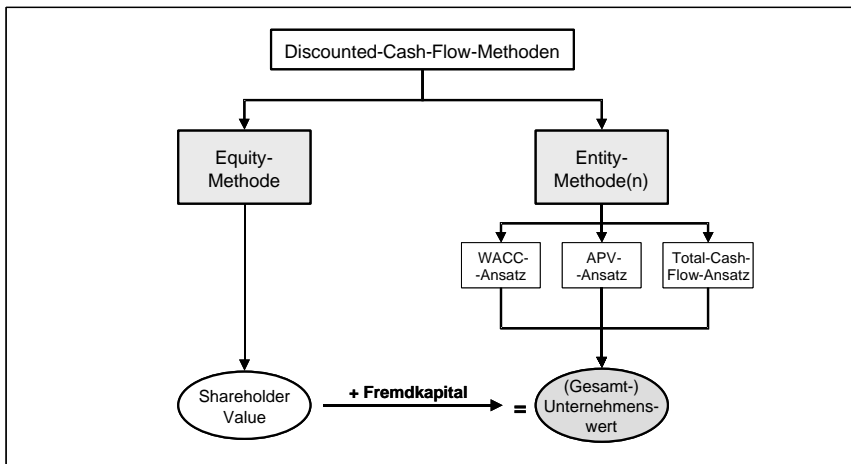 Discounted-Cash-Flow-Methoden
Equity-
Methode
Entity-
Methode(n)
WACC-
-Ansatz
APV-
-Ansatz
Total-Cash-
Flow-Ansatz
Shareholder
Value
+ Fremdkapital
=
(Gesamt-)
Unternehmens-
wert